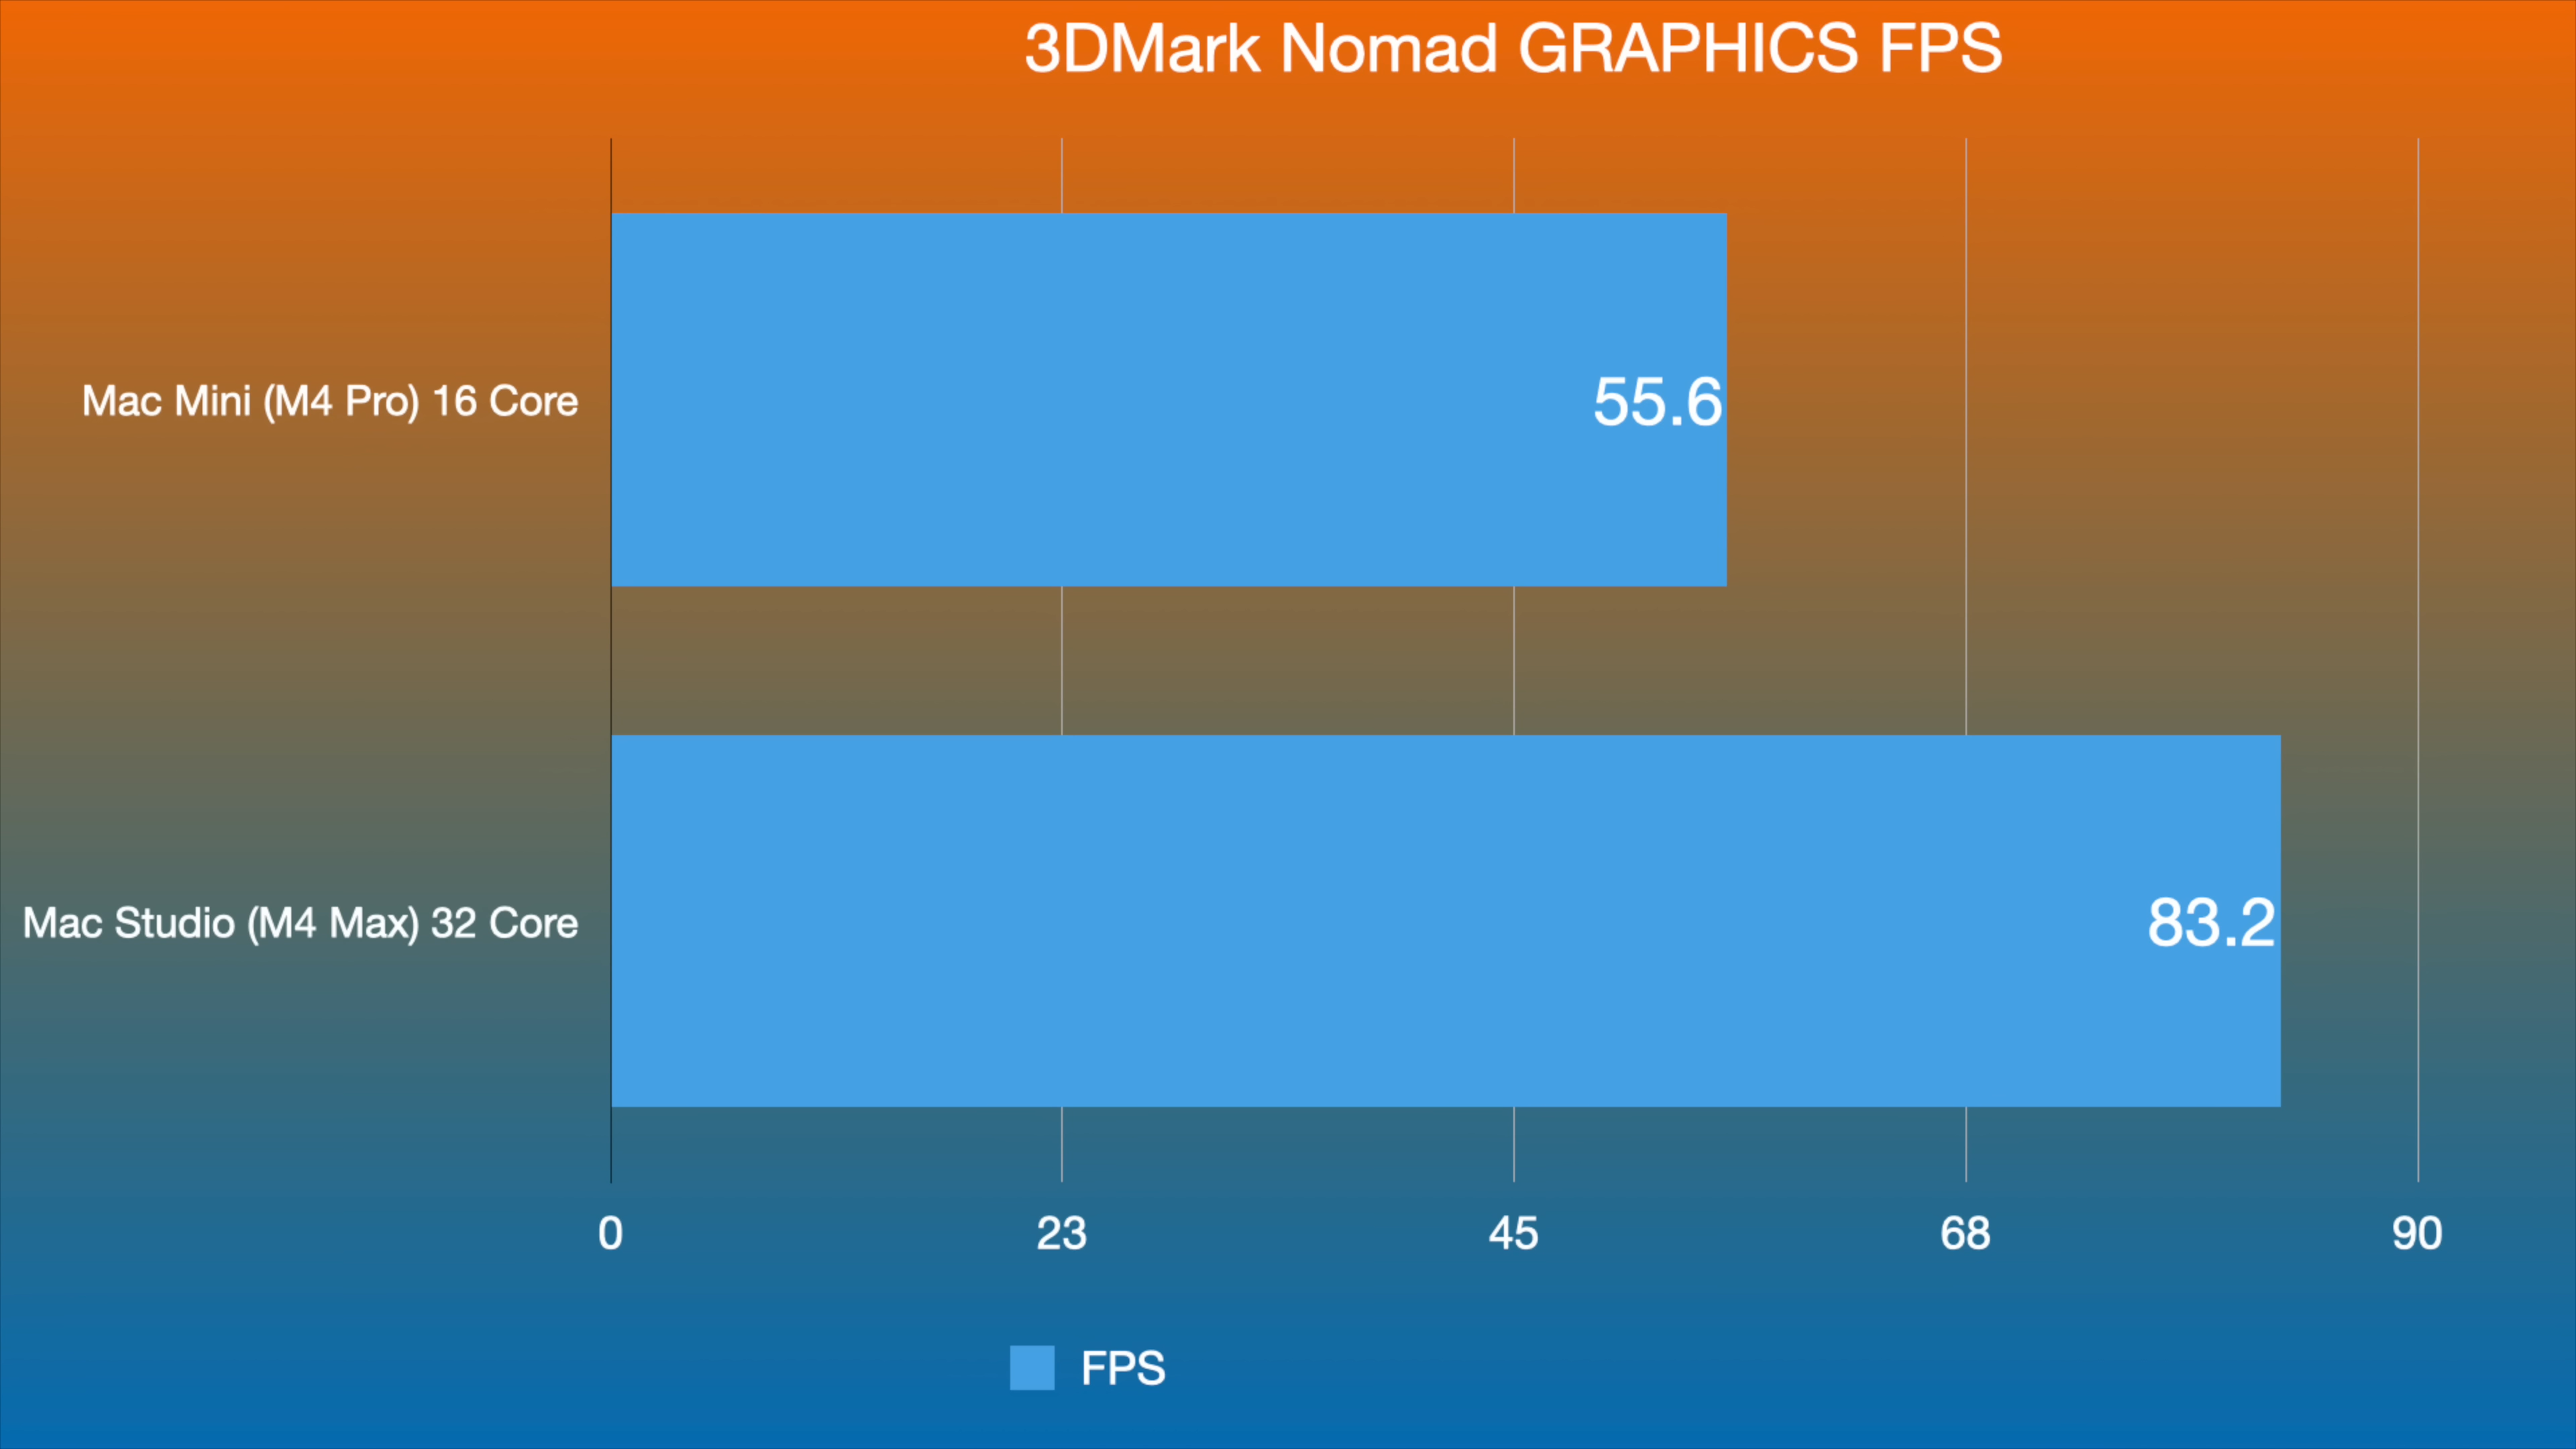 3DMark Nomad GRAPHICS FPS
Mac Mini (M4 Pro) 16 Core
55.6
Mac Studio (M4 Max) 32 Core
83.2
0 23 45 68 90
FPS